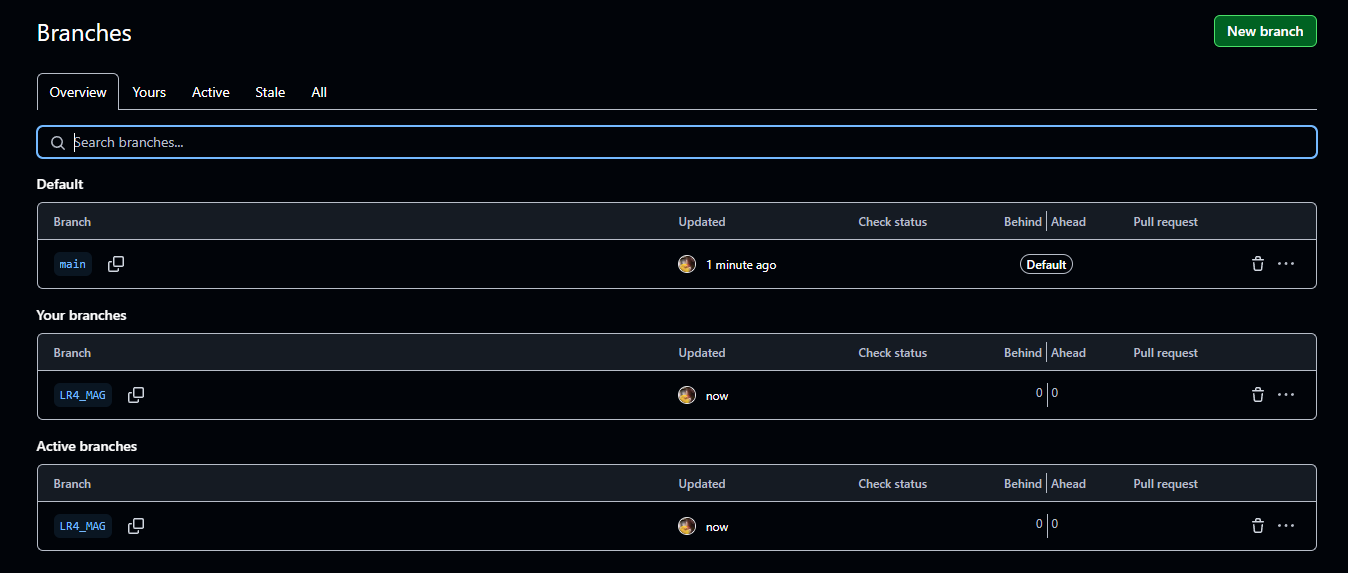 Branches
New branch
Overview Yours Active Stale All
Search branches...
Default
Branch Updated Check status Behind Ahead Pull request
main 1 minute ago Default
Your branches
Branch Updated Check status Behind Ahead Pull request
LR4_MAG now 0 0
Active branches
Branch Updated Check status Behind Ahead Pull request
LR4_MAG now 0 0